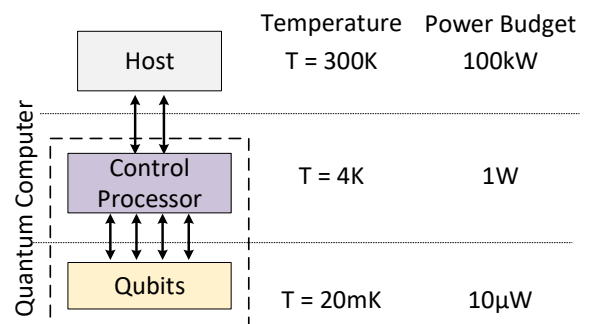 Temperature Power Budget
Host T = 300K 100kW
Quantum Computer
Control
Processor
T = 4K 1W
Qubits
T = 20mK 10µW